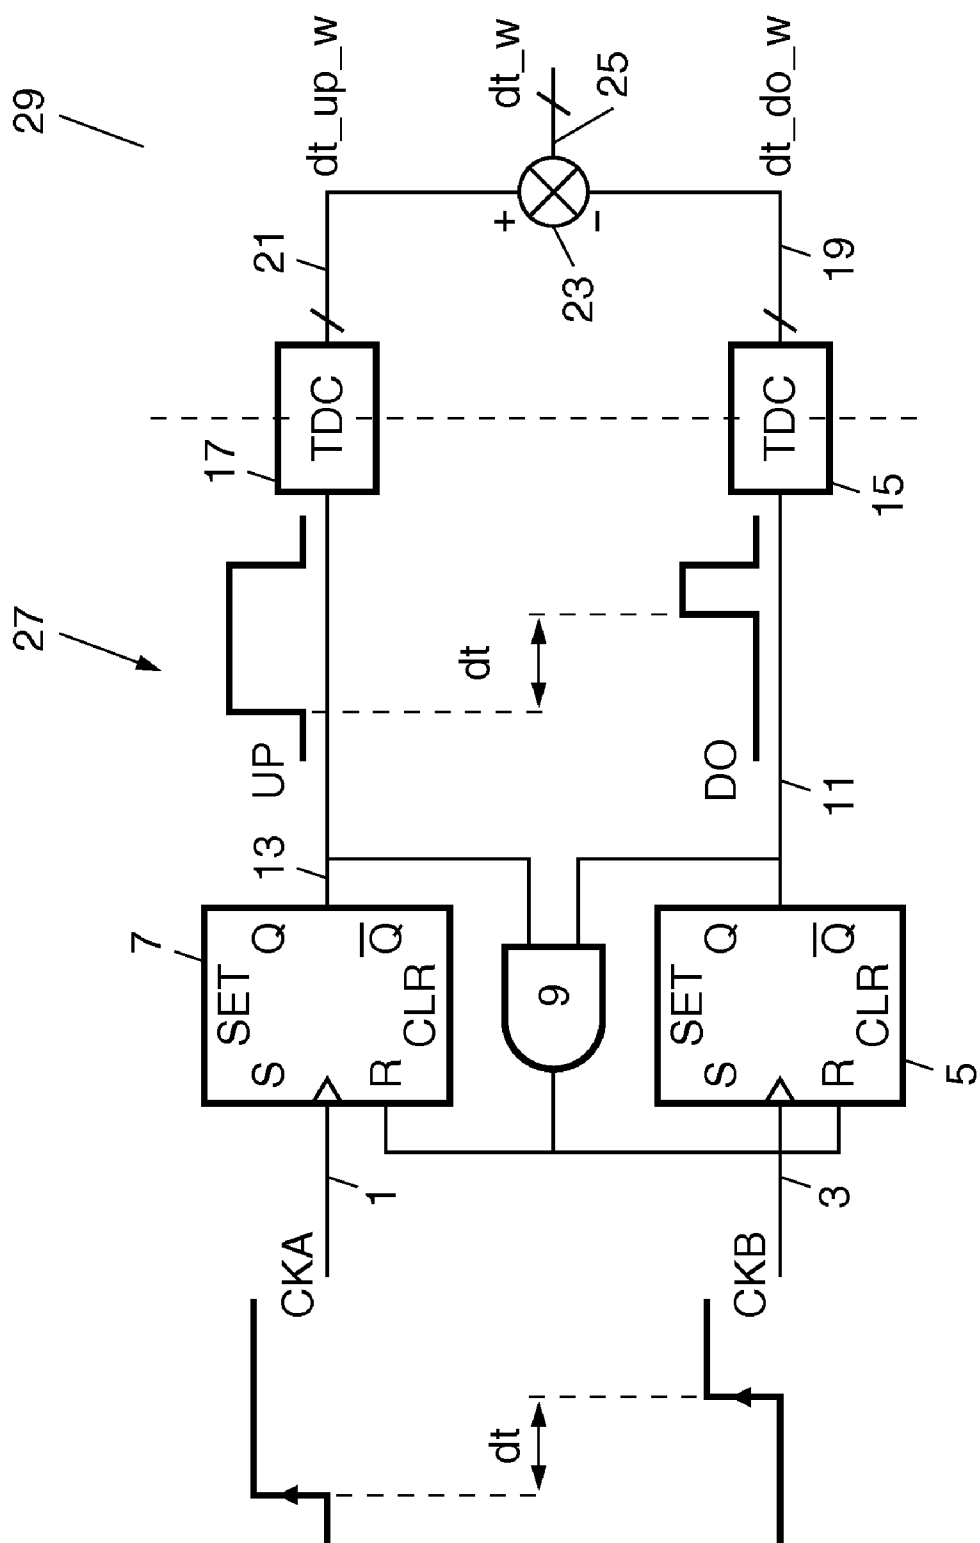 29
27
dt_up_w
dt_w
dt_do_w
21
25
+
−
23
19
TDC
TDC
17
15
dt
UP
DO
13
11
7
SET
S
Q
R
Q̅
CLR
9
SET
S
Q
R
Q̅
CLR
5
1
3
CKA
CKB
dt